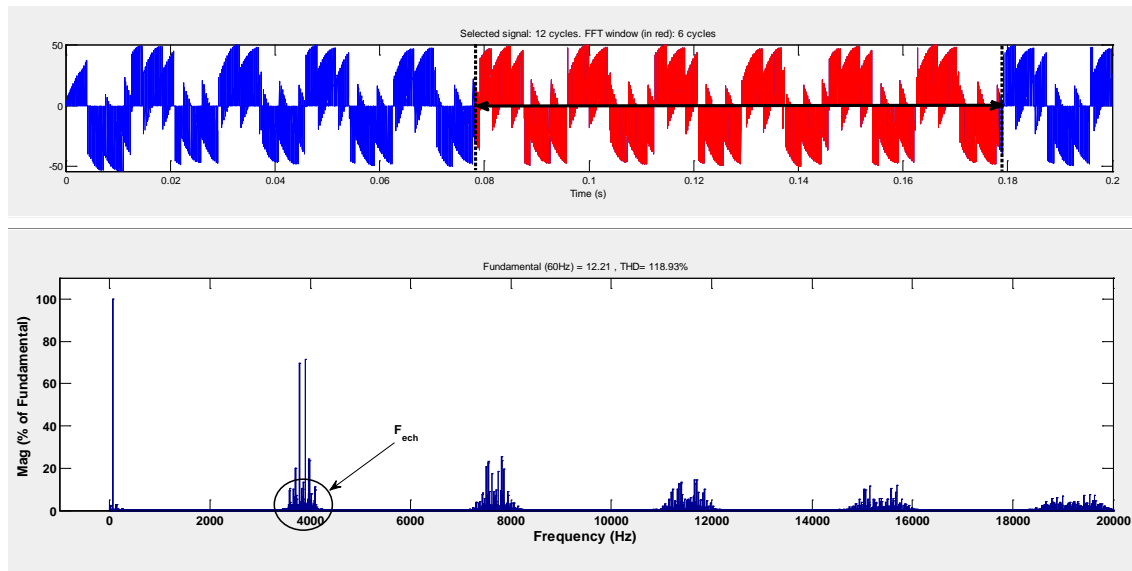 Selected signal: 12 cycles. FFT window (in red): 6 cycles
50
0
-50
0 0.02 0.04 0.06 0.08 0.1 0.12 0.14 0.16 0.18 0.2
Time (s)
Fundamental (60Hz) = 12.21 , THD= 118.93%
100
80
60
40
20
0
F ech
Mag (% of Fundamental)
0 2000 4000 6000 8000 10000 12000 14000 16000 18000 20000
Frequency (Hz)